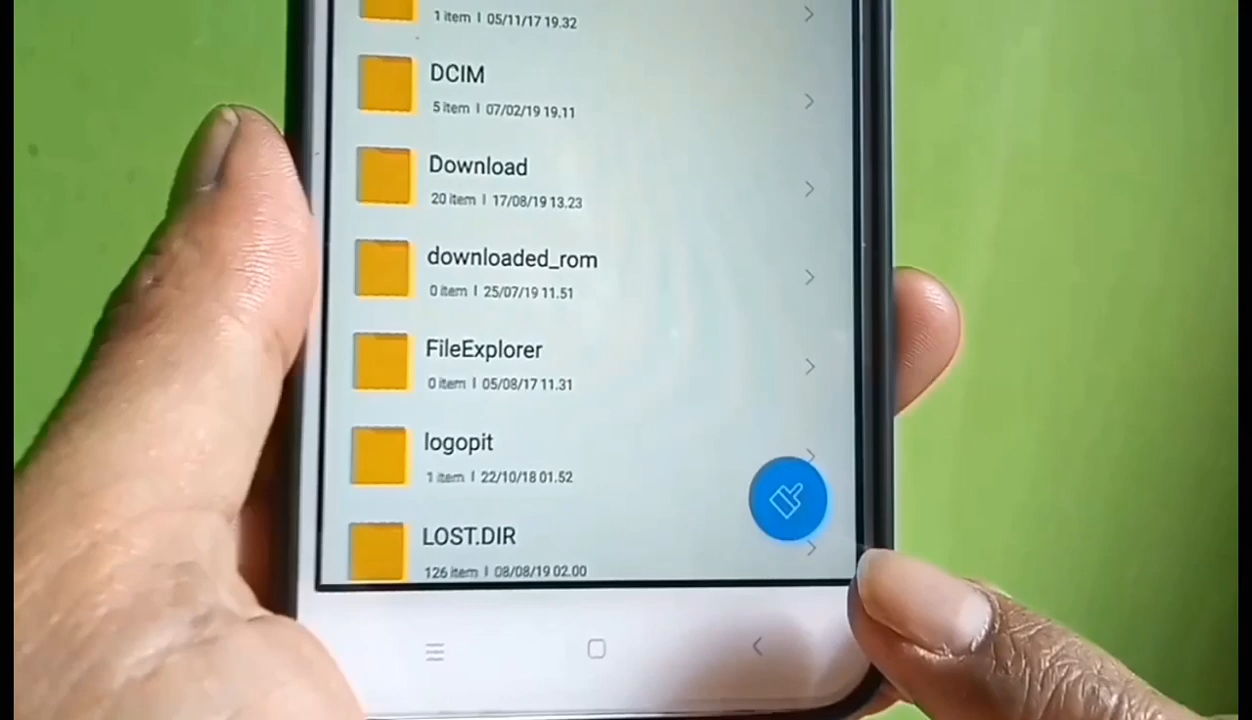 1 item | 05/11/17 19.32
DCIM
5 item | 07/02/19 19.11
Download
20 item | 17/08/19 13.23
downloaded_rom
0 item | 25/07/19 11.51
FileExplorer
0 item | 05/08/17 11.31
logopit
1 item | 22/10/18 01.52
LOST.DIR
126 item | 08/08/19 02.00